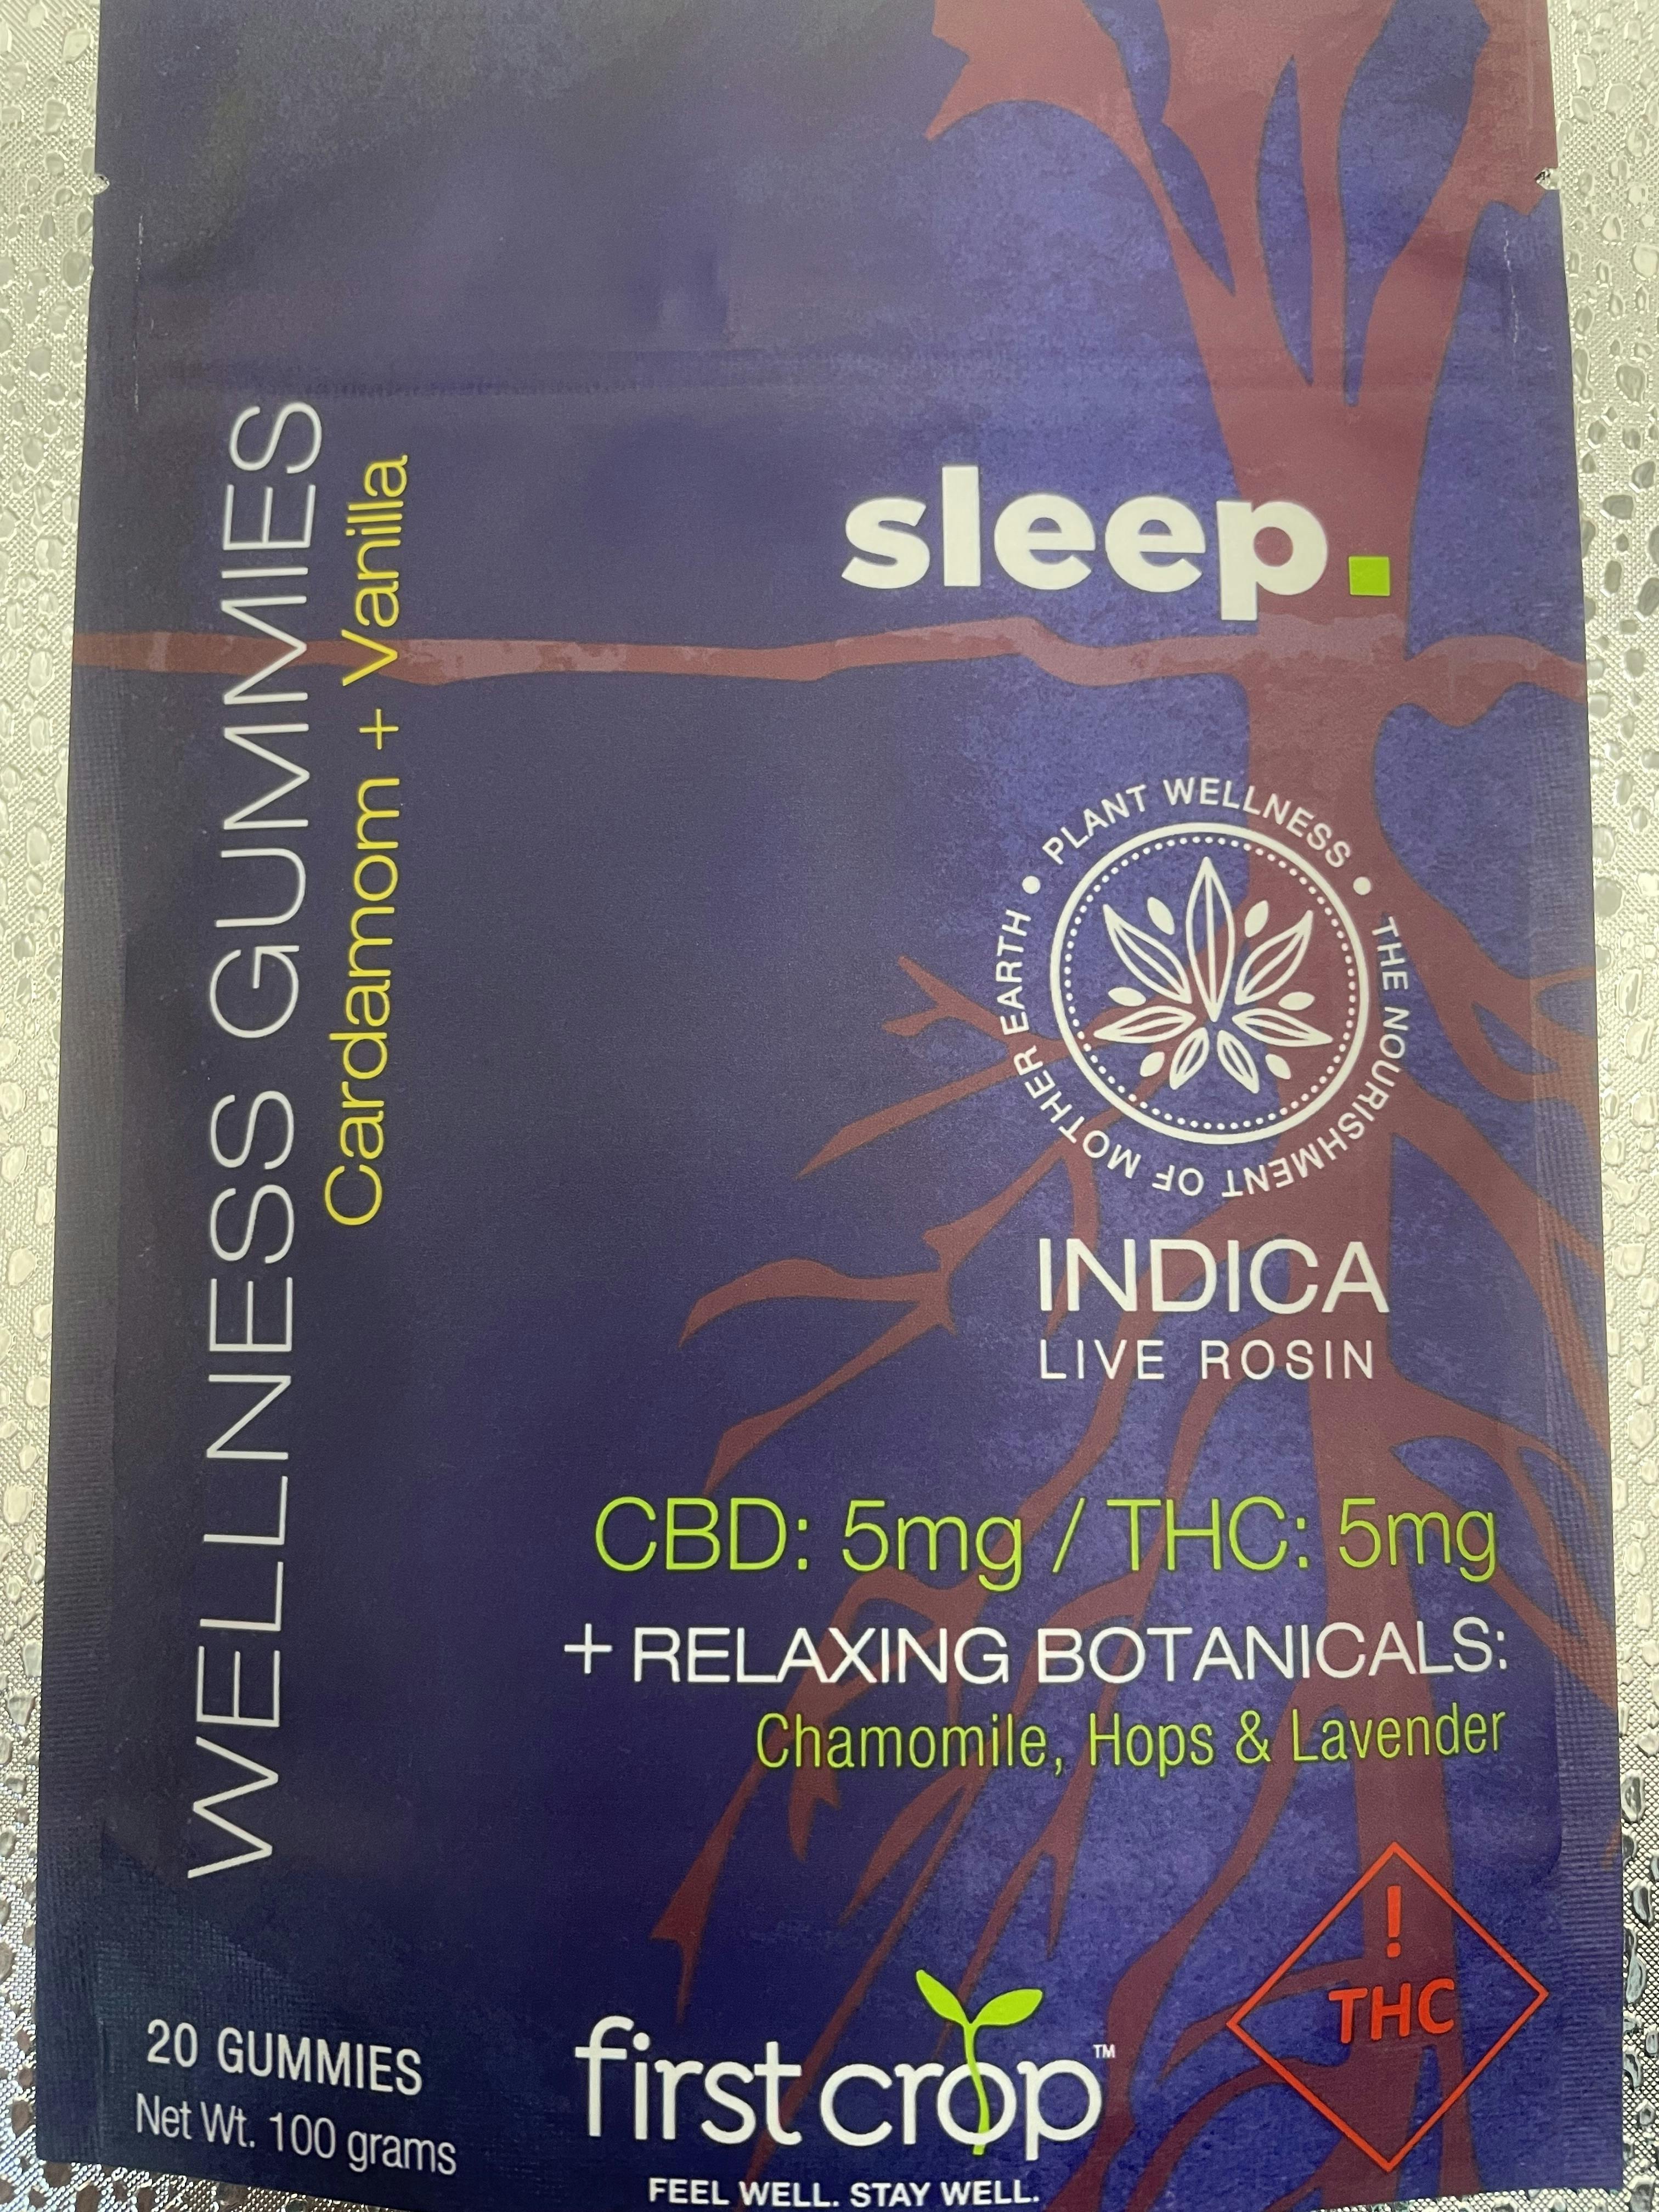 WELLNESS GUMMIES
Cardamom + Vanilla
sleep.
PLANT WELLNESS • THE NOURISHMENT OF MOTHER EARTH •
INDICA
LIVE ROSIN
CBD: 5mg / THC: 5mg
+ RELAXING BOTANICALS:
Chamomile, Hops & Lavender
!
THC
20 GUMMIES
Net Wt. 100 grams
first crop™
FEEL WELL. STAY WELL.